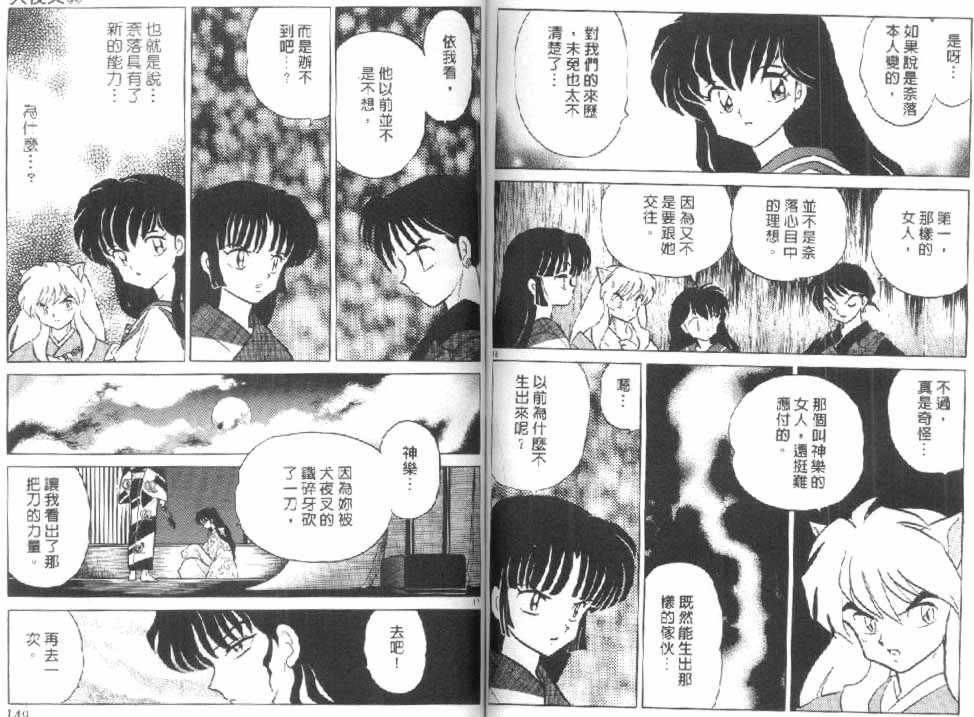 是呀…
如果說是奈落
本人變的，
對我們的來歷
，未免也太不
清楚了…
第一，
那樣的
女人，
並不是奈
落心目中
的理想。
因為又不
是要跟她
交往。
不過，
真是奇怪…
那個叫神樂的
女人，還挺難
應付的。
既然能生出那
樣的傢伙…
嗯…
以前為什麼不
生出來呢？
依我看，
他以前並不
是不想，
而是辦不
到吧…？
也就是說…
奈落具有了
新的能力…
為什麼…？
神樂…
因為妳被
犬夜叉的
鐵碎牙砍
了一刀，
讓我看出了那
把刀的力量。
去吧！
再去一
次。
149